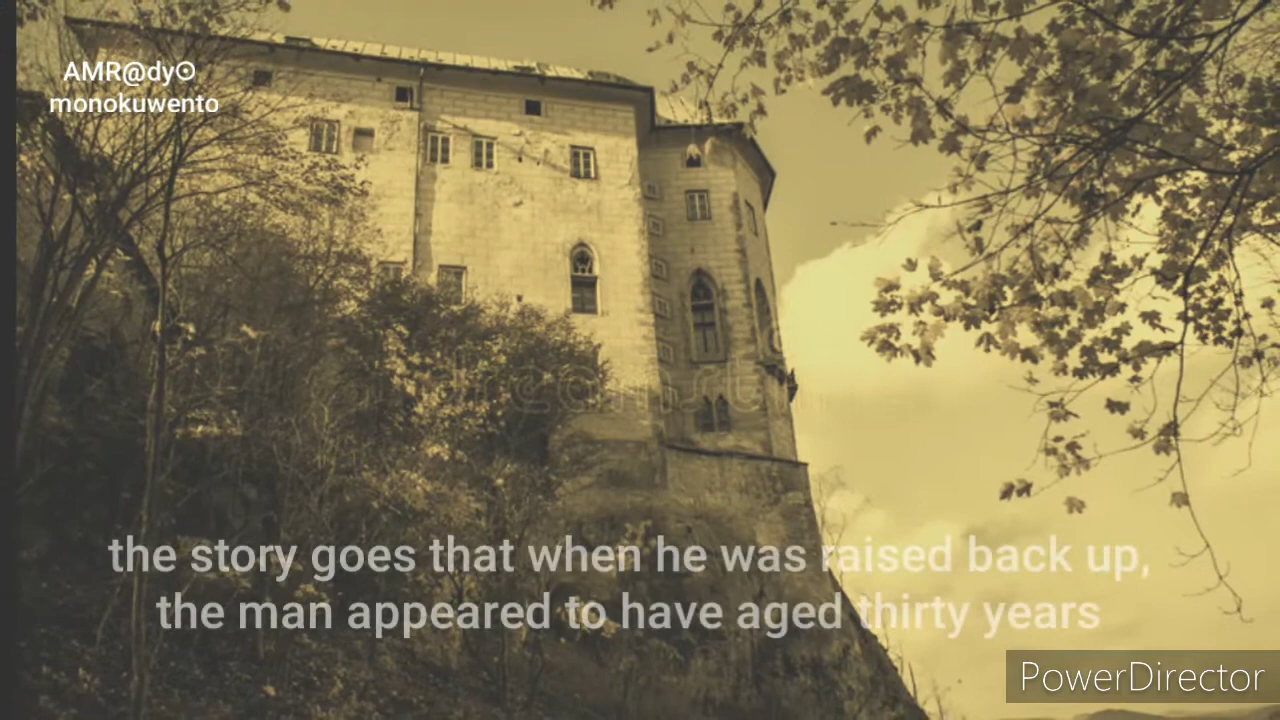 AMR@dy⊙
monokuwento
the story goes that when he was raised back up,
the man appeared to have aged thirty years
PowerDirector